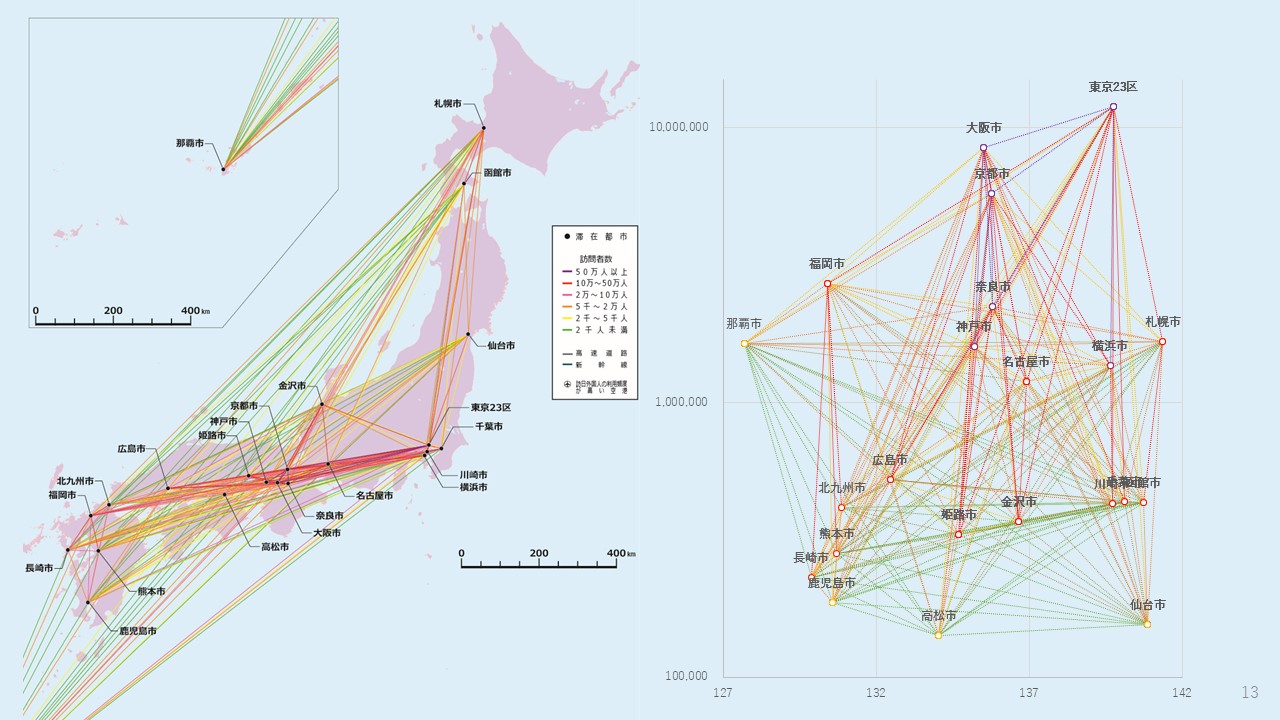 那覇市
0 200 400 km
札幌市
函館市
滞在都市
訪問者数
50万人以上
10万～50万人
2万～10万人
5千～2万人
2千～5千人
2千人未満
高速道路
新幹線
訪日外国人の利用頻度
が高い空港
仙台市
金沢市
京都市
神戸市
姫路市
広島市
北九州市
福岡市
長崎市
熊本市
鹿児島市
高松市
大阪市
奈良市
名古屋市
東京23区
千葉市
川崎市
横浜市
0 200 400 km
10,000,000
1,000,000
100,000
127 132 137 142
東京23区
大阪市
京都市
福岡市
奈良市
那覇市
神戸市
名古屋市
横浜市
札幌市
広島市
北九州市
姫路市
金沢市
熊本市
長崎市
鹿児島市
高松市
仙台市
13